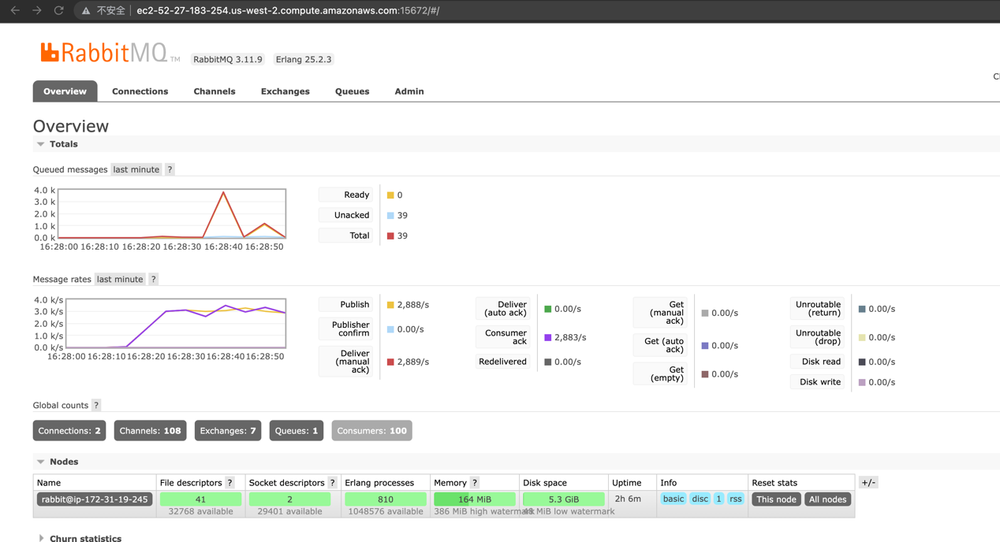 不安全 ec2-52-27-183-254.us-west-2.compute.amazonaws.com:15672/#/
RabbitMQ TM RabbitMQ 3.11.9 Erlang 25.2.3
Overview Connections Channels Exchanges Queues Admin
Overview
Totals
Queued messages last minute ?
4.0 k
3.0 k
2.0 k
1.0 k
0.0 k
16:28:00 16:28:10 16:28:20 16:28:30 16:28:40 16:28:50
Ready 0
Unacked 39
Total 39
Message rates last minute ?
4.0 k/s
3.0 k/s
2.0 k/s
1.0 k/s
0.0 k/s
16:28:00 16:28:10 16:28:20 16:28:30 16:28:40 16:28:50
Publish 2,888/s
Publisher
confirm 0.00/s
Deliver
(manual
ack) 2,889/s
Deliver
(auto ack) 0.00/s
Consumer
ack 2,883/s
Redelivered 0.00/s
Get
(manual
ack) 0.00/s
Get (auto
ack) 0.00/s
Get
(empty) 0.00/s
Unroutable
(return) 0.00/s
Unroutable
(drop) 0.00/s
Disk read 0.00/s
Disk write 0.00/s
Global counts ?
Connections: 2 Channels: 108 Exchanges: 7 Queues: 1 Consumers: 100
Nodes
Name File descriptors ? Socket descriptors ? Erlang processes Memory ? Disk space Uptime Info Reset stats +/-
rabbit@ip-172-31-19-245 41 2 810 164 MiB 5.3 GiB 2h 6m basic disc 1 rss This node All nodes
32768 available 29401 available 1048576 available 386 MiB high watermark MiB low watermark
Churn statistics